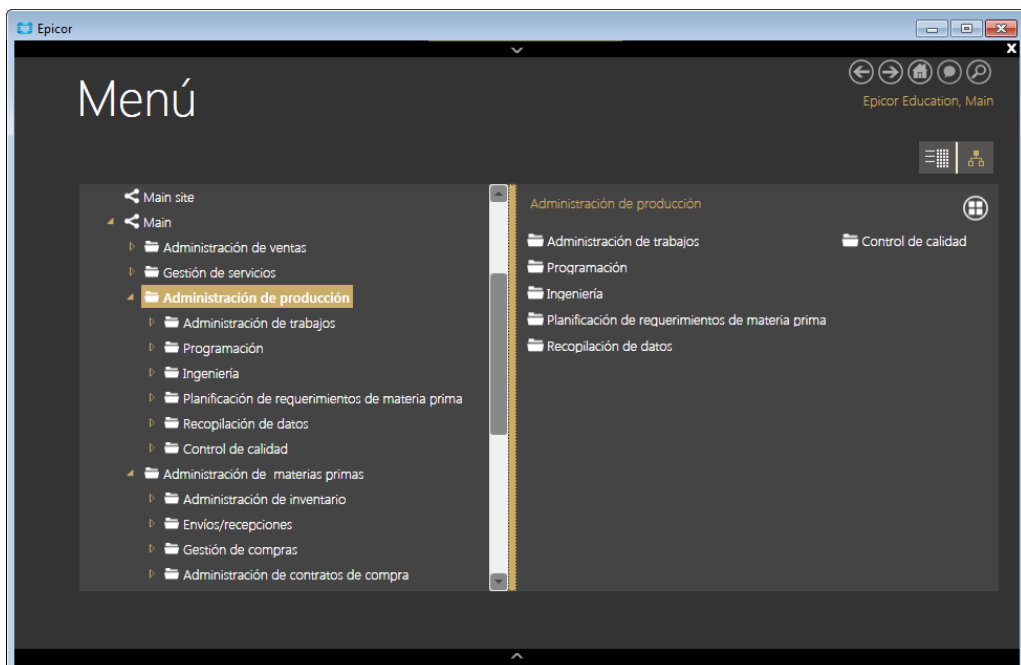 Epicor
Menú
Epicor Education, Main
Main site
Main
Administración de ventas
Gestión de servicios
Administración de producción
Administración de trabajos
Programación
Ingeniería
Planificación de requerimientos de materia prima
Recopilación de datos
Control de calidad
Administración de materias primas
Administración de inventario
Envíos/recepciones
Gestión de compras
Administración de contratos de compra
Administración de producción
Administración de trabajos
Control de calidad
Programación
Ingeniería
Planificación de requerimientos de materia prima
Recopilación de datos